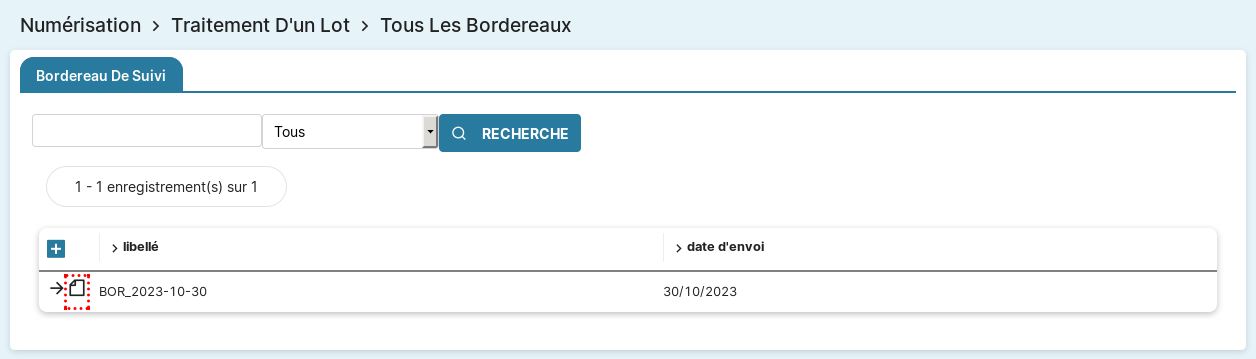 Numérisation > Traitement D'un Lot > Tous Les Bordereaux
Bordereau De Suivi
Tous
RECHERCHE
1 - 1 enregistrement(s) sur 1
libellé
date d'envoi
BOR_2023-10-30
30/10/2023